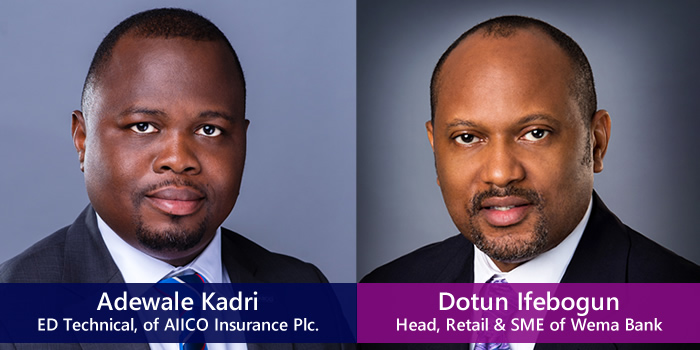 Adewale Kadri
ED Technical, of AIICO Insurance Plc.
Dotun Ifebogun
Head, Retail & SME of Wema Bank